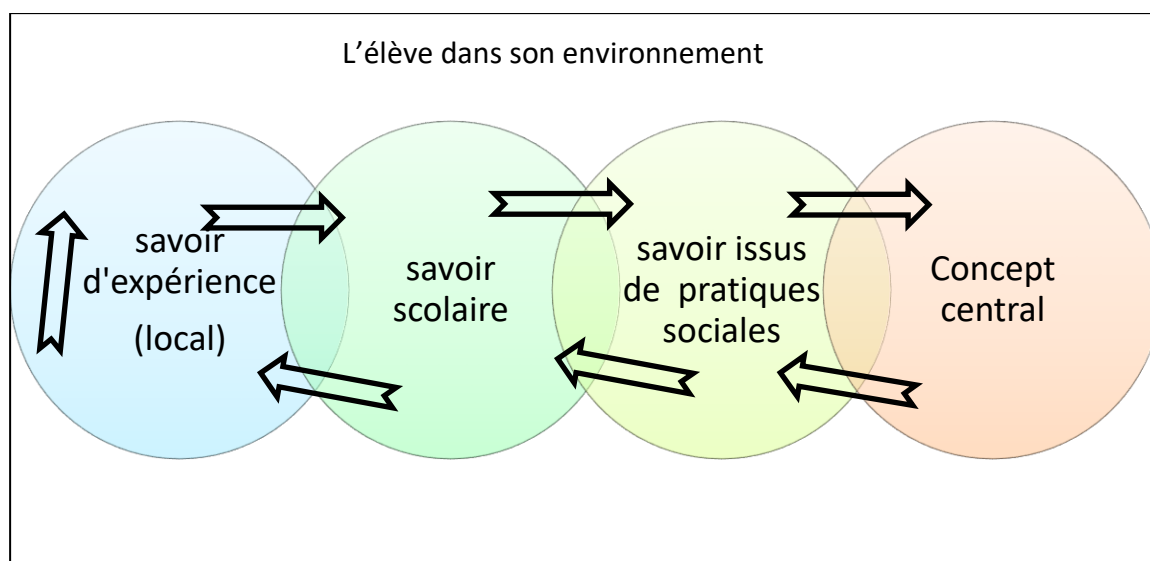 L’élève dans son environnement
savoir
d'expérience
(local)
savoir
scolaire
savoir issus
de pratiques
sociales
Concept
central